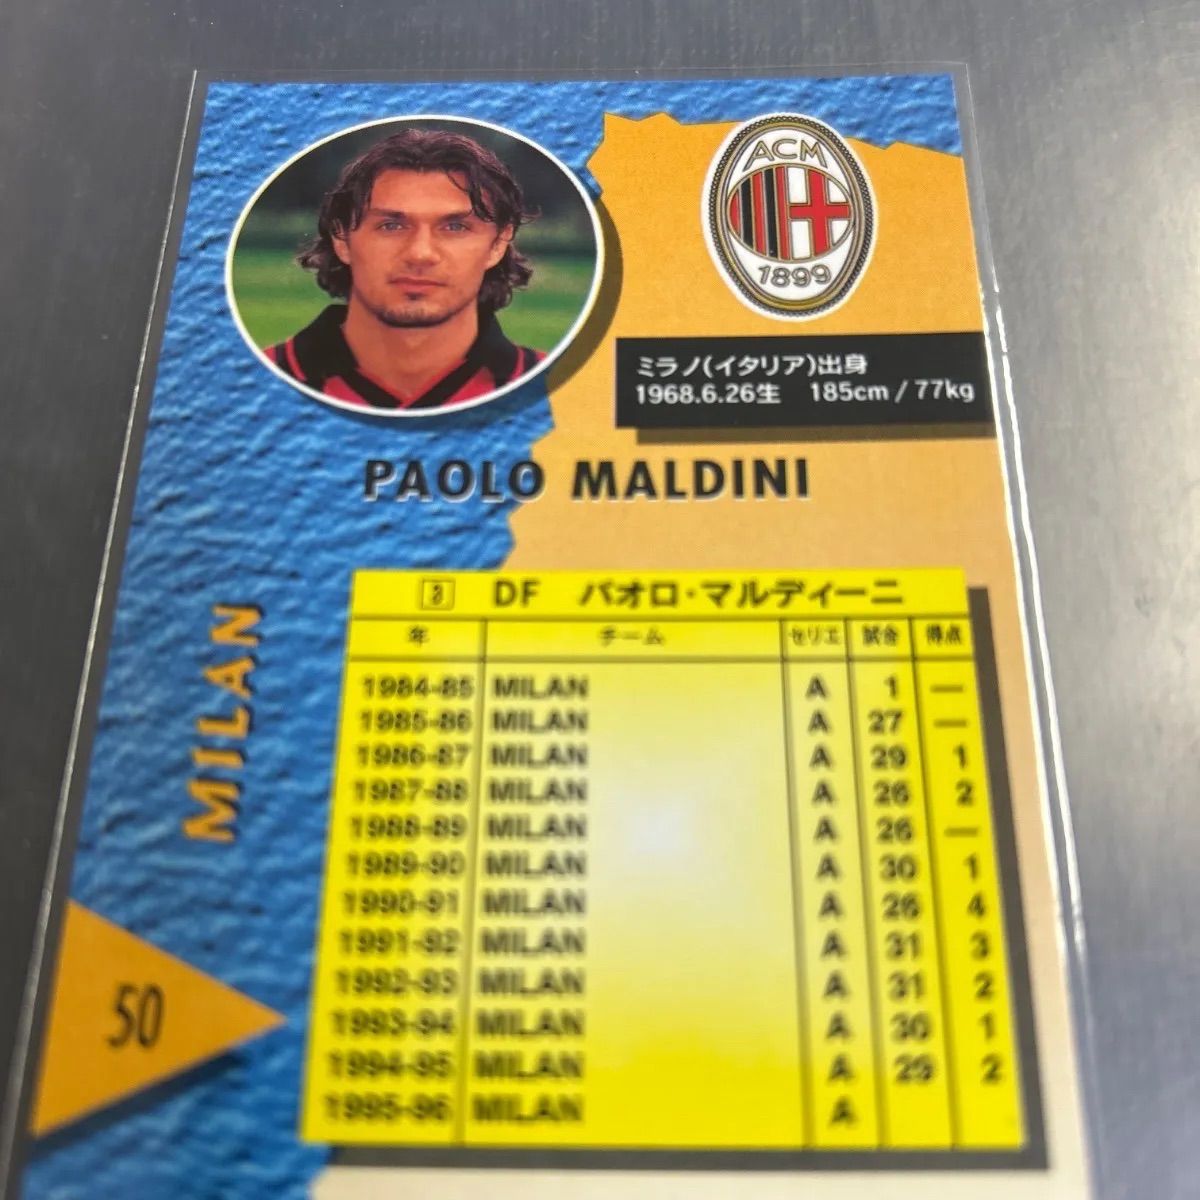 ACM
1899
ミラノ(イタリア)出身
1968.6.26生 185cm / 77kg
PAOLO MALDINI
MILAN
3 DF パオロ・マルディーニ
年 チーム セリエ 試合 得点
1984-85 MILAN A 1 —
1985-86 MILAN A 27 —
1986-87 MILAN A 29 1
1987-88 MILAN A 26 2
1988-89 MILAN A 26 —
1989-90 MILAN A 30 1
1990-91 MILAN A 26 4
1991-92 MILAN A 31 3
1992-93 MILAN A 31 2
1993-94 MILAN A 30 1
1994-95 MILAN A 29 2
1995-96 MILAN A
50